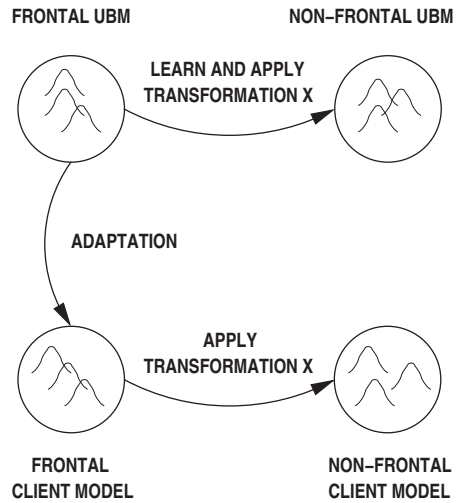 FRONTAL UBM
NON–FRONTAL UBM
LEARN AND APPLY
TRANSFORMATION X
ADAPTATION
APPLY
TRANSFORMATION X
FRONTAL
CLIENT MODEL
NON–FRONTAL
CLIENT MODEL